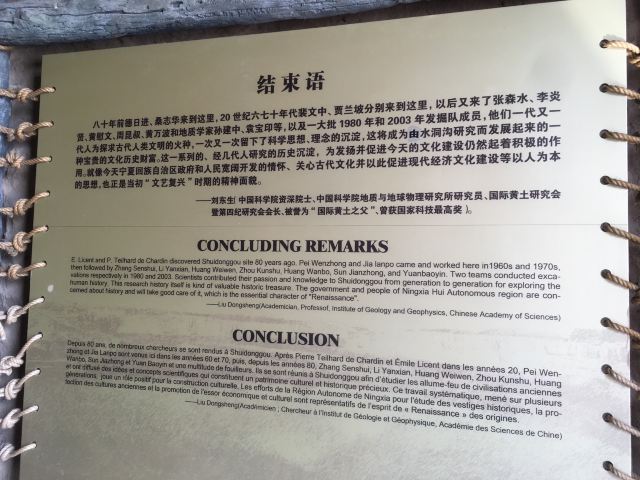 结束语
八十年前德日进、桑志华来到这里，20世纪六七十年代裴文中、贾兰坡分别来到这里，以后又来了张森水、李炎
贤、黄慰文、周昆叔、黄万波和地质学家孙建中、袁宝印等，以及一大批1980年和2003年发掘队成员，他们一代又一
代人为探求古代人类文明的火种，一次又一次留下了科学思想、理念的沉淀，这将成为由水洞沟研究而发展起来的一
种宝贵的文化历史财富。这一系列的、经几代人研究的历史沉淀，为发扬并促进今天的文化建设仍然起着积极的作
用。就像今天宁夏回族自治区政府和人民宽阔开发的情怀、关心古代文化并以此促进现代经济文化建设等以人为本
的思想，也正是当初“文艺复兴”时期的精神面貌。
——刘东生（中国科学院资深院士、中国科学院地质与地球物理研究所研究员、国际黄土研究会
暨第四纪研究会会长、被誉为“国际黄土之父”、曾获国家科技最高奖）。
CONCLUDING REMARKS
E. Licent and P. Teilhard de Chardin discovered Shuidonggou site 80 years ago. Pei Wenzhong and Jia lanpo came and worked here in1960s and 1970s,
then followed by Zhang Senshui, Li Yanxian, Huang Weiwen, Zhou Kunshu, Huang Wanbo, Sun Jianzhong, and Yuanbaoyin. Two teams conducted exca-
vations respectively in 1980 and 2003. Scientists contributed their passion and knowledge to Shuidonggou from generation to generation for exploring the
human history. This research history itself is kind of valuable historic treasure. The government and people of Ningxia Hui Autonomous region are con-
cerned about history and will take good care of it, which is the essential character of "Renaissance".
——Liu Dongsheng(Academician, Professor, Institute of Geology and Geophysics, Chinese Academy of Sciences)
CONCLUSION
Depuis 80 ans, de nombreux chercheurs se sont rendus à Shuidonggou. Après Pierre Teilhard de Chardin et Émile Licent dans les années 20, Pei Wen-
zhong et Jia Lanpo sont venus ici dans les années 60 et 70, puis, depuis les années 80, Zhang Senshui, Li Yanxian, Huang Weiwen, Zhou Kunshu, Huang
Wanbo, Sun Jiazhong et Yuan Baoyin et une multitude de fouilleurs. Ils se sont réunis à Shuidonggou afin d'étudier les allume-feu de civilisations anciennes
et ont diffusé des idées et concepts scientifiques qui constituent un patrimoine culturel et historique précieux. Ce travail systématique, mené sur plusieurs
générations, joue un rôle positif pour la construction culturelle. Les efforts de la Région Autonome de Ningxia pour l'étude des vestiges historiques, la pro-
tection des cultures anciennes et la promotion de l'essor économique et culturel sont représentatifs de l'esprit de « Renaissance » des origines.
——Liu Dongsheng(Académicien ; Chercheur à l'Institut de Géologie et Géophysique, Académie des Sciences de Chine)